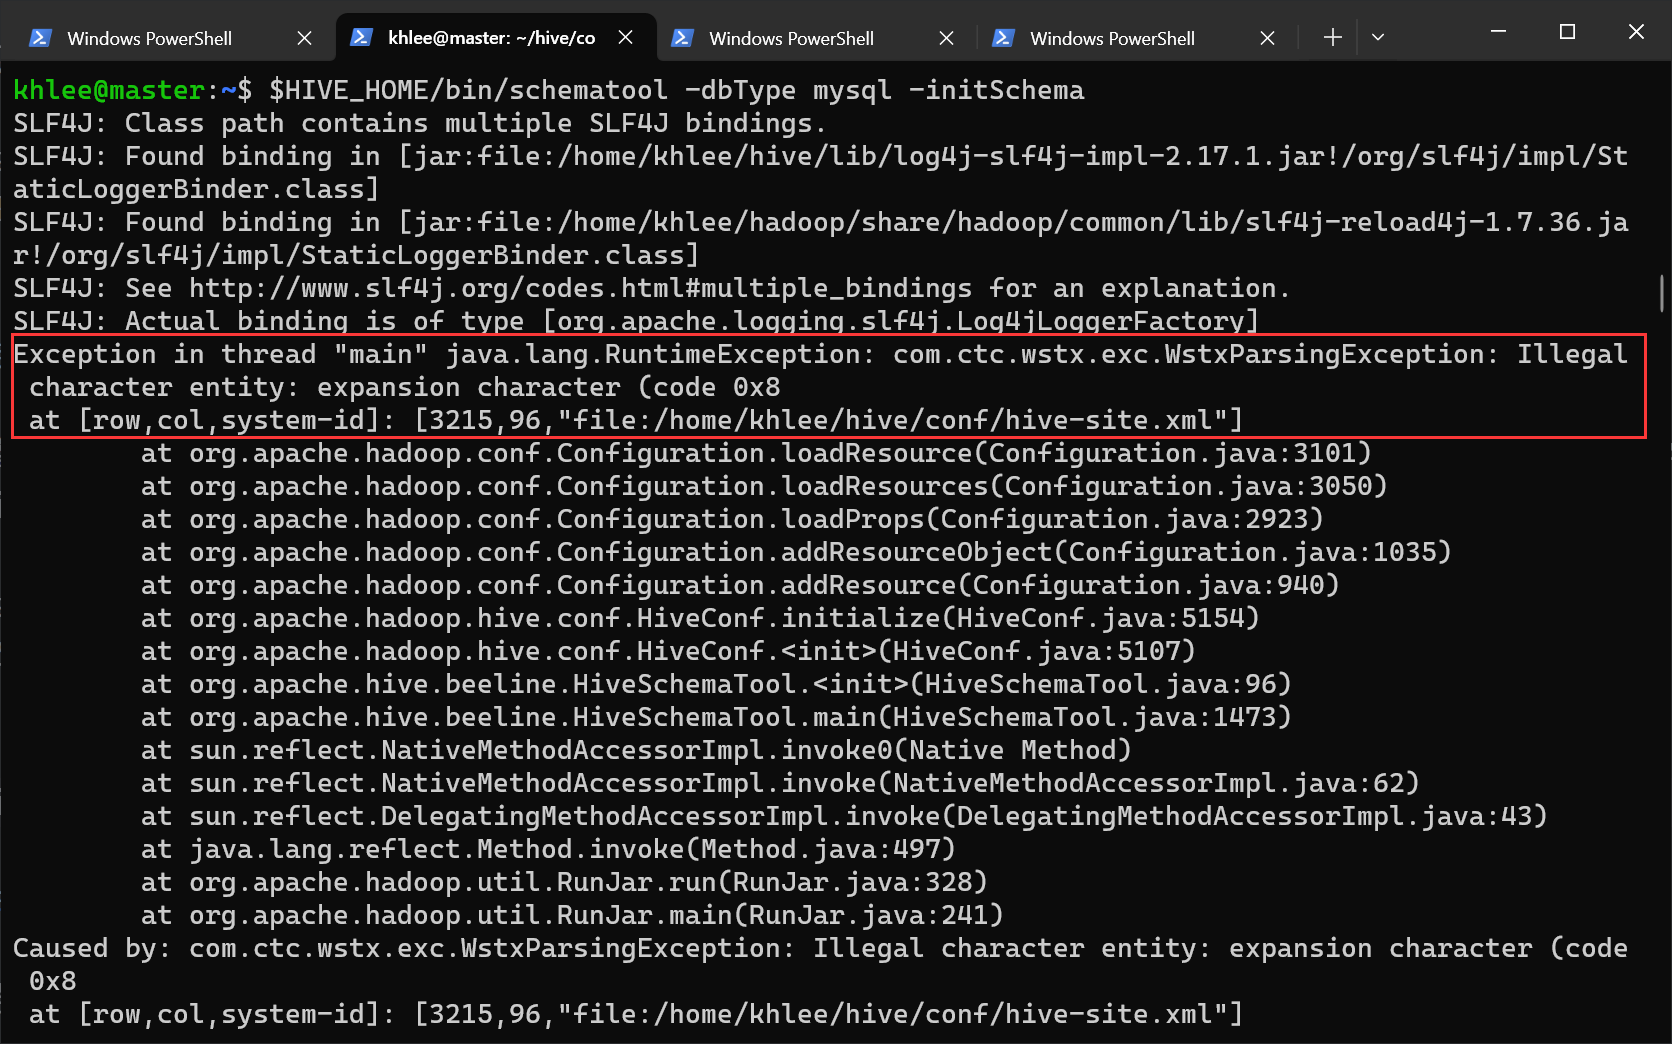 Windows PowerShell
khlee@master: ~/hive/co
Windows PowerShell
Windows PowerShell
khlee@master:~$ $HIVE_HOME/bin/schematool -dbType mysql -initSchema
SLF4J: Class path contains multiple SLF4J bindings.
SLF4J: Found binding in [jar:file:/home/khlee/hive/lib/log4j-slf4j-impl-2.17.1.jar!/org/slf4j/impl/St
aticLoggerBinder.class]
SLF4J: Found binding in [jar:file:/home/khlee/hadoop/share/hadoop/common/lib/slf4j-reload4j-1.7.36.ja
r!/org/slf4j/impl/StaticLoggerBinder.class]
SLF4J: See http://www.slf4j.org/codes.html#multiple_bindings for an explanation.
SLF4J: Actual binding is of type [org.apache.logging.slf4j.Log4jLoggerFactory]
Exception in thread "main" java.lang.RuntimeException: com.ctc.wstx.exc.WstxParsingException: Illegal
character entity: expansion character (code 0x8
at [row,col,system-id]: [3215,96,"file:/home/khlee/hive/conf/hive-site.xml"]
at org.apache.hadoop.conf.Configuration.loadResource(Configuration.java:3101)
at org.apache.hadoop.conf.Configuration.loadResources(Configuration.java:3050)
at org.apache.hadoop.conf.Configuration.loadProps(Configuration.java:2923)
at org.apache.hadoop.conf.Configuration.addResourceObject(Configuration.java:1035)
at org.apache.hadoop.conf.Configuration.addResource(Configuration.java:940)
at org.apache.hadoop.hive.conf.HiveConf.initialize(HiveConf.java:5154)
at org.apache.hadoop.hive.conf.HiveConf.<init>(HiveConf.java:5107)
at org.apache.hive.beeline.HiveSchemaTool.<init>(HiveSchemaTool.java:96)
at org.apache.hive.beeline.HiveSchemaTool.main(HiveSchemaTool.java:1473)
at sun.reflect.NativeMethodAccessorImpl.invoke0(Native Method)
at sun.reflect.NativeMethodAccessorImpl.invoke(NativeMethodAccessorImpl.java:62)
at sun.reflect.DelegatingMethodAccessorImpl.invoke(DelegatingMethodAccessorImpl.java:43)
at java.lang.reflect.Method.invoke(Method.java:497)
at org.apache.hadoop.util.RunJar.run(RunJar.java:328)
at org.apache.hadoop.util.RunJar.main(RunJar.java:241)
Caused by: com.ctc.wstx.exc.WstxParsingException: Illegal character entity: expansion character (code
0x8
at [row,col,system-id]: [3215,96,"file:/home/khlee/hive/conf/hive-site.xml"]